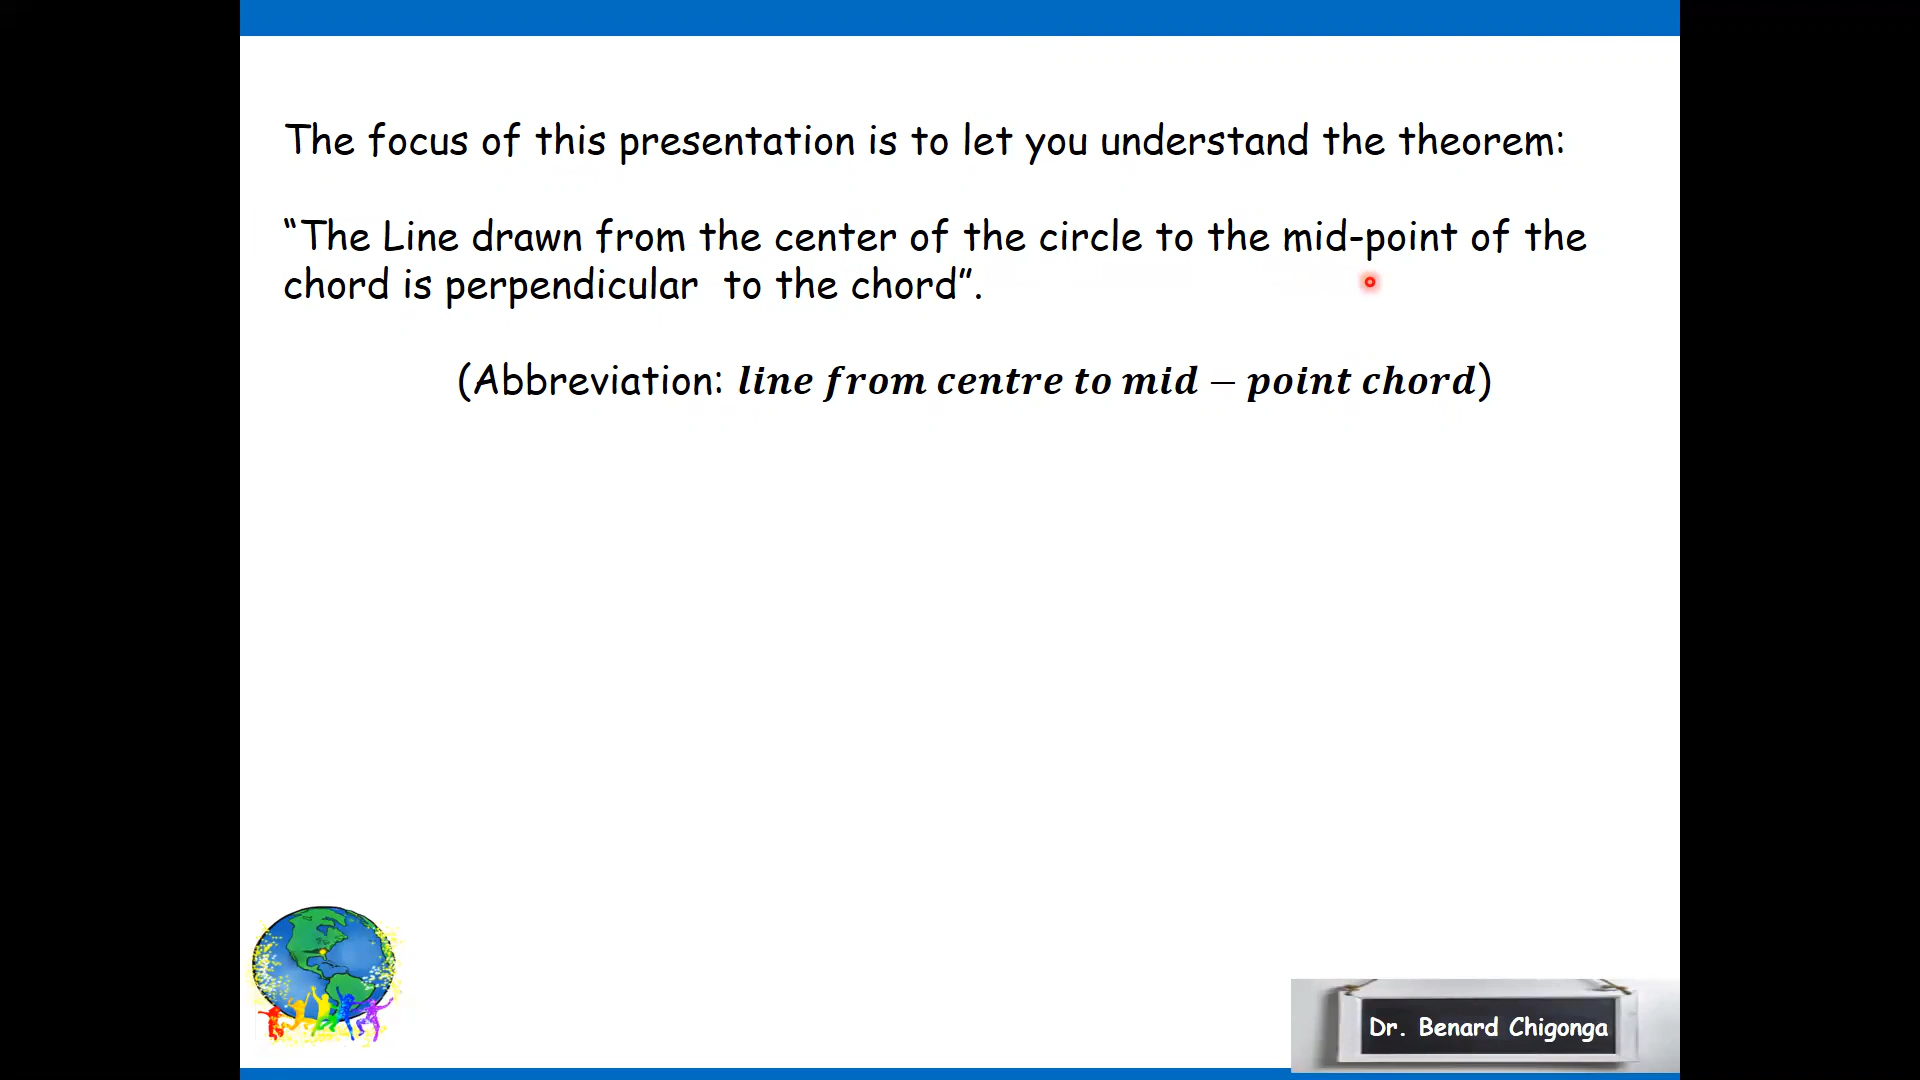 The focus of this presentation is to let you understand the theorem:
“The Line drawn from the center of the circle to the mid-point of the
chord is perpendicular  to the chord”.
(Abbreviation: line from centre to mid − point chord)
Dr. Benard Chigonga